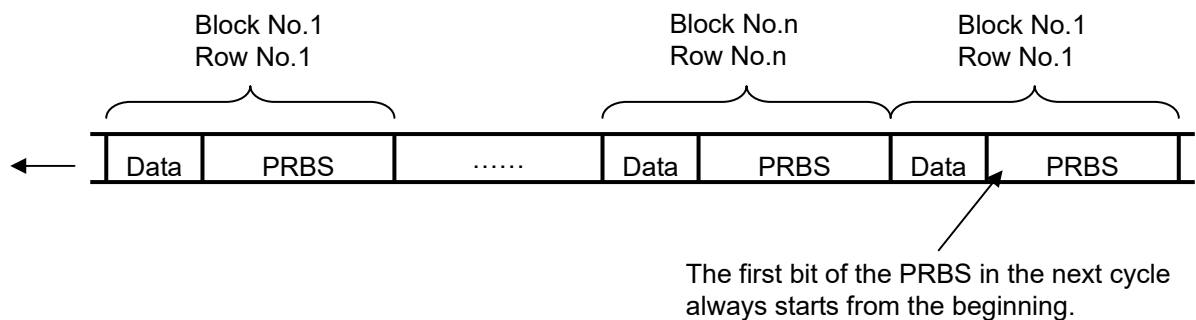 Block No.1
Row No.1
Block No.n
Row No.n
Block No.1
Row No.1
Data PRBS ...... Data PRBS Data PRBS
The first bit of the PRBS in the next cycle
always starts from the beginning.